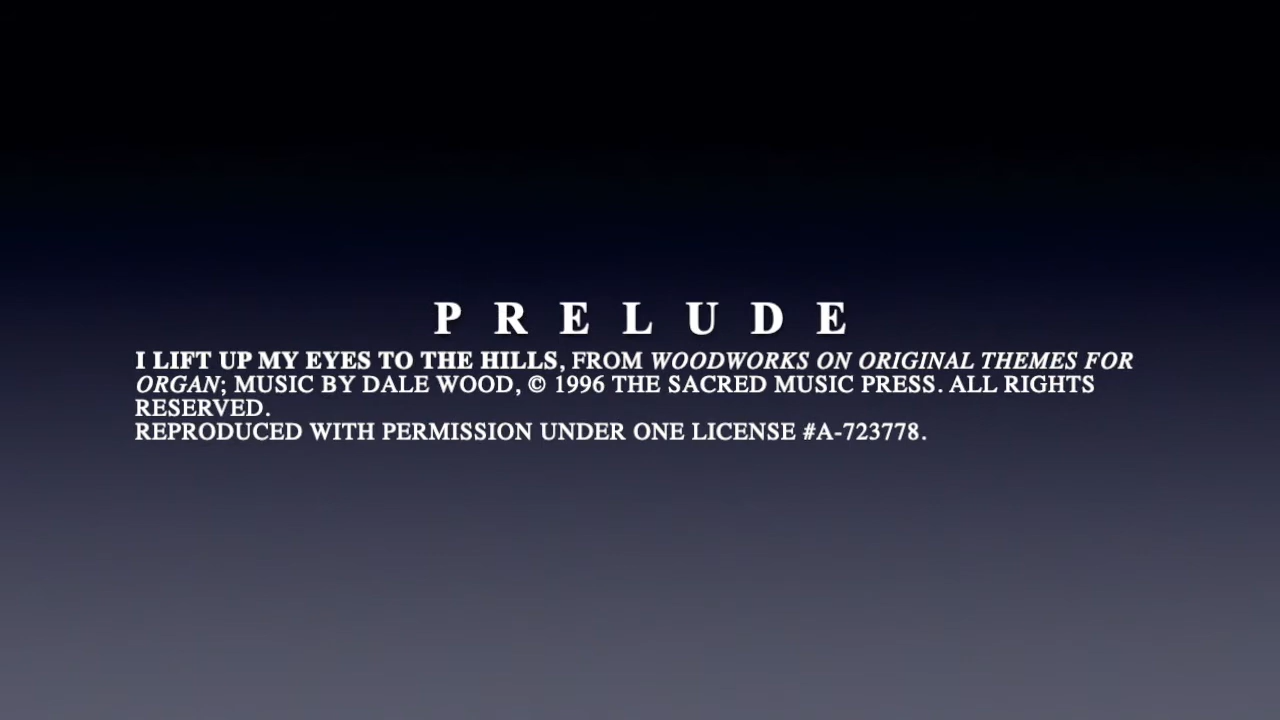 P R E L U D E
I LIFT UP MY EYES TO THE HILLS, FROM WOODWORKS ON ORIGINAL THEMES FOR
ORGAN; MUSIC BY DALE WOOD, © 1996 THE SACRED MUSIC PRESS. ALL RIGHTS
RESERVED.
REPRODUCED WITH PERMISSION UNDER ONE LICENSE #A-723778.